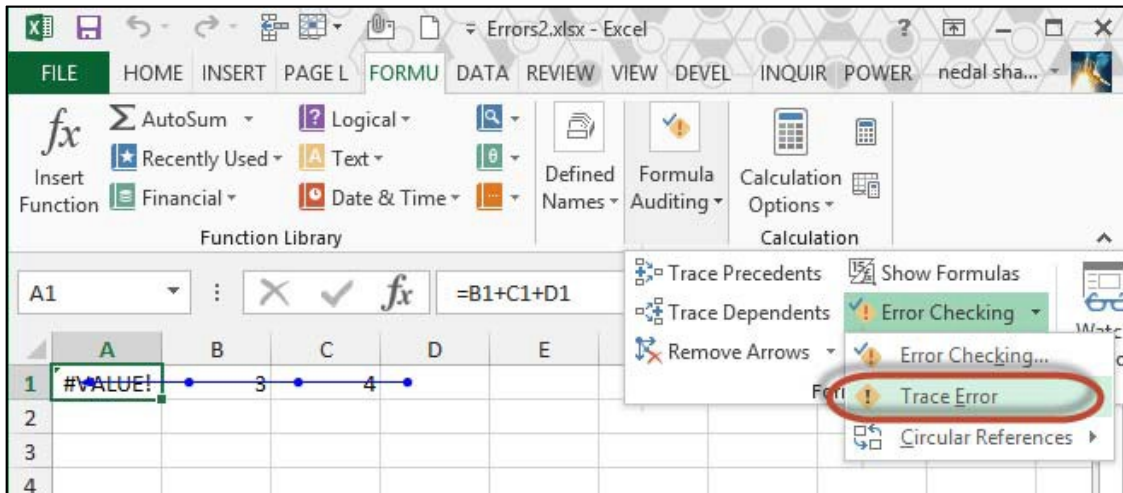 Errors2.xlsx - Excel
?
FILE HOME INSERT PAGE L FORMU DATA REVIEW VIEW DEVEL INQUIR POWER nedal sha...
fx Insert Function
Σ AutoSum
Recently Used
Financial
? Logical
A Text
Date & Time
θ
Defined Names
Formula Auditing
Calculation Options
Function Library
Calculation
A1
fx
=B1+C1+D1
Trace Precedents
Show Formulas
Trace Dependents
Error Checking
Remove Arrows
Error Checking...
Trace Error
Circular References
A B C D E
1 #VALUE! 3 4
2
3
4